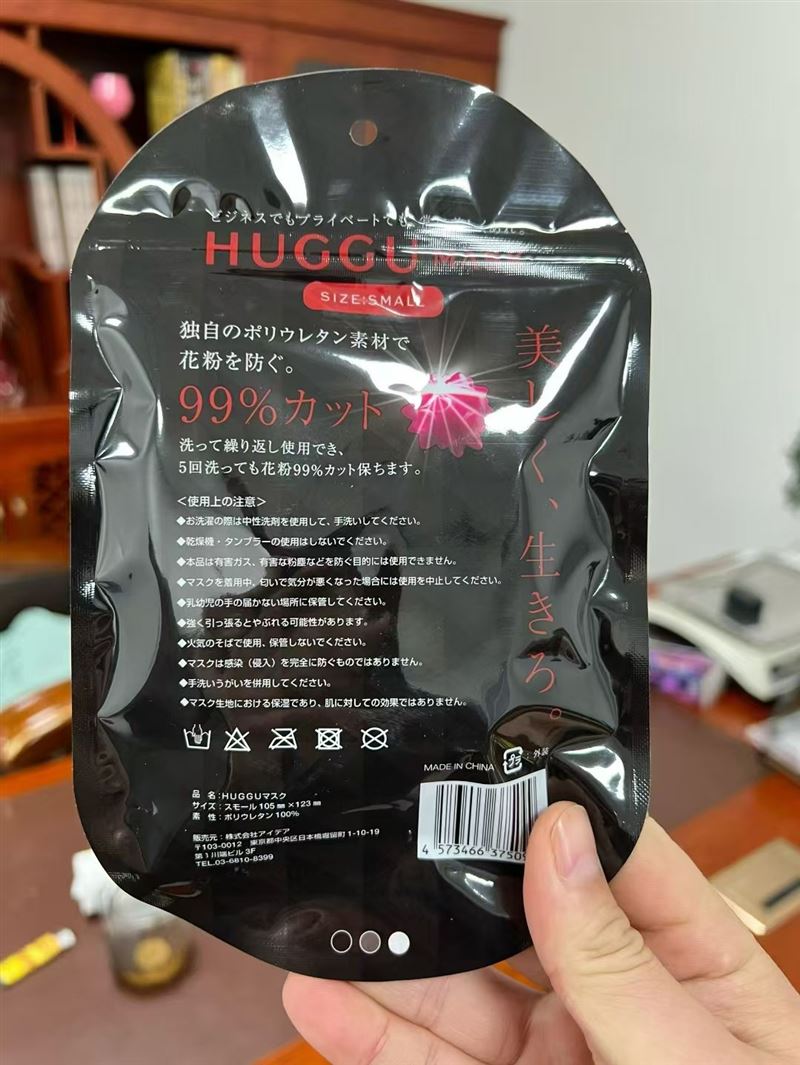 ビジネスでもプライベートでも、
HUGGU MASK
SIZE:SMALL
独自のポリウレタン素材で
花粉を防ぐ。
99%カット
洗って繰り返し使用でき、
5回洗っても花粉99%カット保ちます。
美しく、生きろ。
＜使用上の注意＞
◆お洗濯の際は中性洗剤を使用して、手洗いしてください。
◆乾燥機・タンブラーの使用はしないでください。
◆本品は有害ガス、有害な粉塵などを防ぐ目的には使用できません。
◆マスクを着用中、匂いで気分が悪くなった場合には使用を中止してください。
◆乳幼児の手の届かない場所に保管してください。
◆強く引っ張るとやぶれる可能性があります。
◆火気のそばで使用、保管しないでください。
◆マスクは感染（侵入）を完全に防ぐものではありません。
◆手洗いうがいを併用してください。
◆マスク生地における保湿であり、肌に対しての効果ではありません。
MADE IN CHINA
プラ
：外装
品 名：HUGGUマスク
サイズ：スモール 105㎜×123㎜
素 性：ポリウレタン100%
販売元：株式会社アイデア
〒103-0012 東京都中央区日本橋堀留町1-10-19
第1川端ビル 3F
TEL.03-6810-8399
4 573466 37509